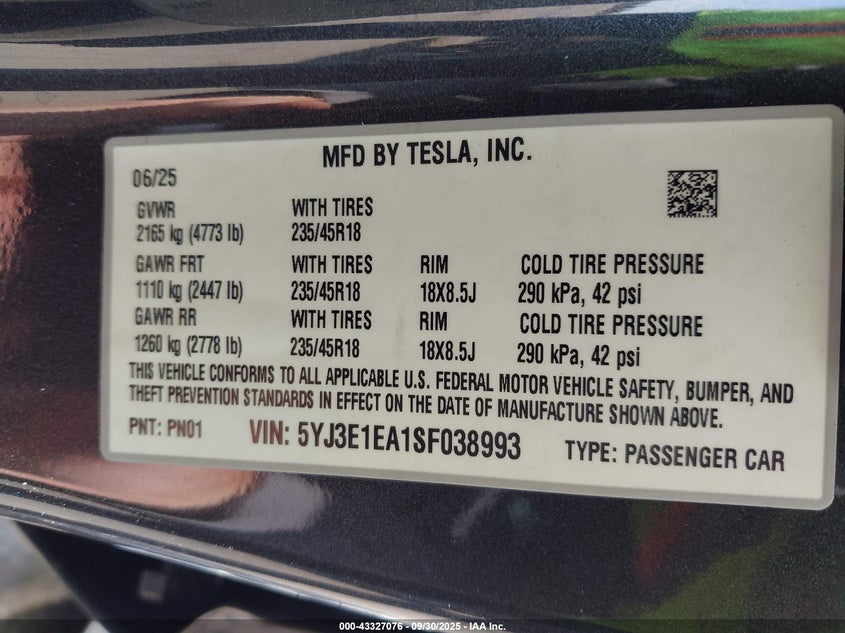 MFD BY TESLA, INC.
06/25
GVWR WITH TIRES
2165 kg (4773 lb) 235/45R18
GAWR FRT WITH TIRES RIM COLD TIRE PRESSURE
1110 kg (2447 lb) 235/45R18 18X8.5J 290 kPa, 42 psi
GAWR RR WITH TIRES RIM COLD TIRE PRESSURE
1260 kg (2778 lb) 235/45R18 18X8.5J 290 kPa, 42 psi
THIS VEHICLE CONFORMS TO ALL APPLICABLE U.S. FEDERAL MOTOR VEHICLE SAFETY, BUMPER, AND
THEFT PREVENTION STANDARDS IN EFFECT ON THE DATE OF MANUFACTURE SHOWN ABOVE.
PNT: PN01 VIN: 5YJ3E1EA1SF038993 TYPE: PASSENGER CAR
000-43327076 - 09/30/2025 - IAA Inc.